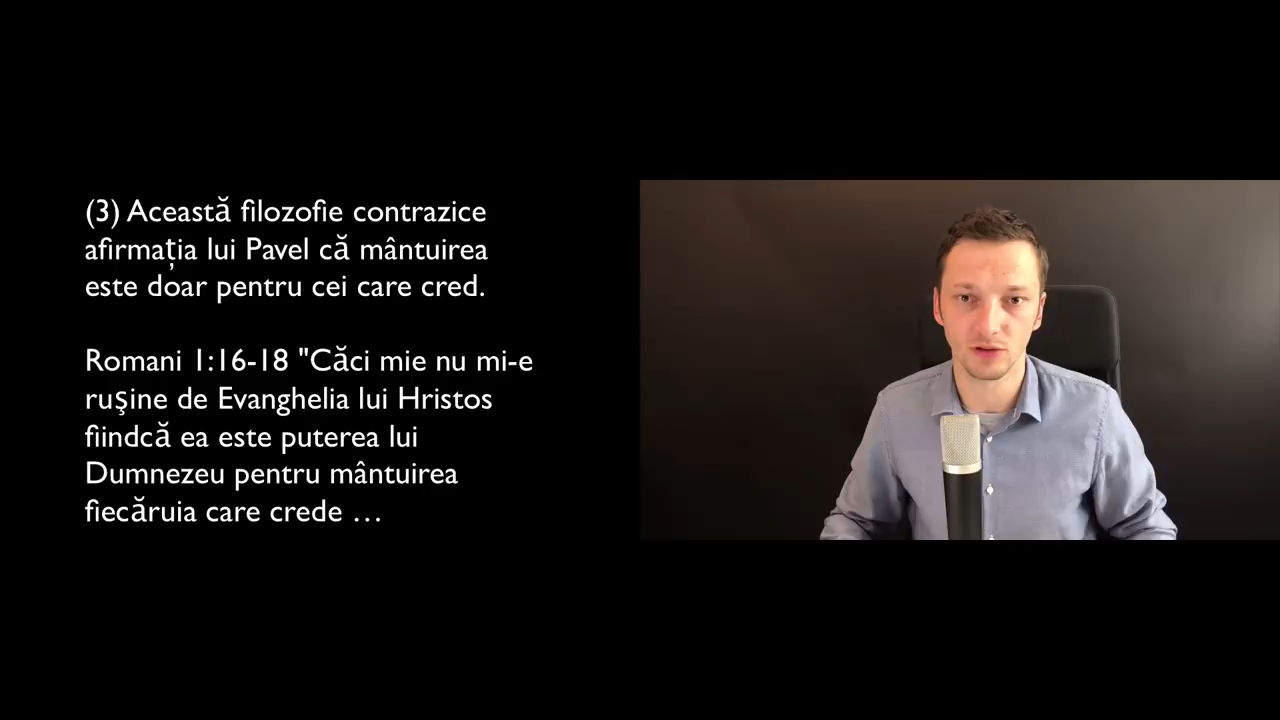 (3) Această filozofie contrazice
afirmația lui Pavel că mântuirea
este doar pentru cei care cred.
Romani 1:16-18 "Căci mie nu mi-e
ruşine de Evanghelia lui Hristos
fiindcă ea este puterea lui
Dumnezeu pentru mântuirea
fiecăruia care crede …